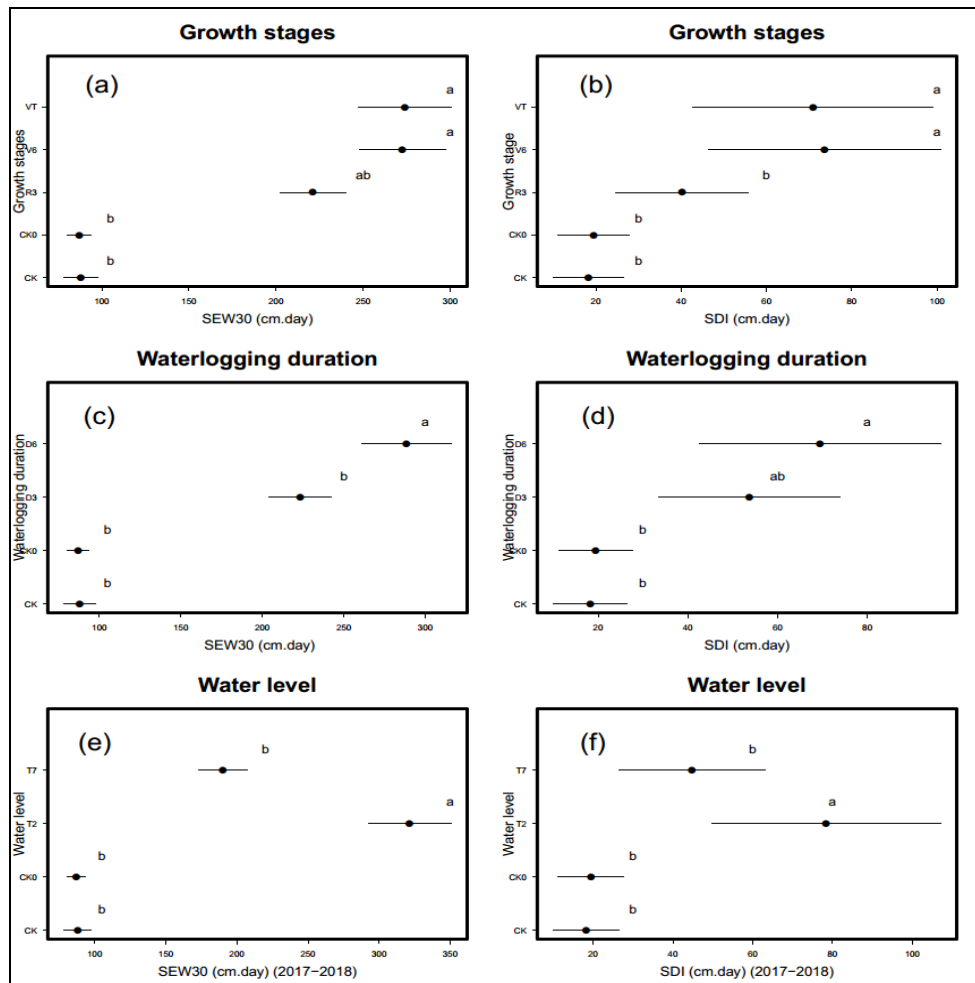 Growth stages
Growth stages
(a)
a
VT
a
V6
ab
R3
b
CK0
b
CK
Growth stages
100
150
200
250
300
SEW30 (cm.day)
(b)
a
VT
a
V6
b
R3
b
CK0
b
CK
Growth stage
20
40
60
80
100
SDI (cm.day)
Waterlogging duration
Waterlogging duration
(c)
a
D6
b
D3
b
CK0
b
CK
Waterlogging duration
100
150
200
250
300
SEW30 (cm.day)
(d)
a
D6
ab
D3
b
CK0
b
CK
Waterlogging duration
20
40
60
80
SDI (cm.day)
Water level
Water level
(e)
b
T7
a
T2
b
CK0
b
CK
Water level
100
200
250
300
350
SEW30 (cm.day) (2017−2018)
(f)
b
T7
a
T2
b
CK0
b
CK
Water level
20
40
60
80
100
SDI (cm.day) (2017−2018)